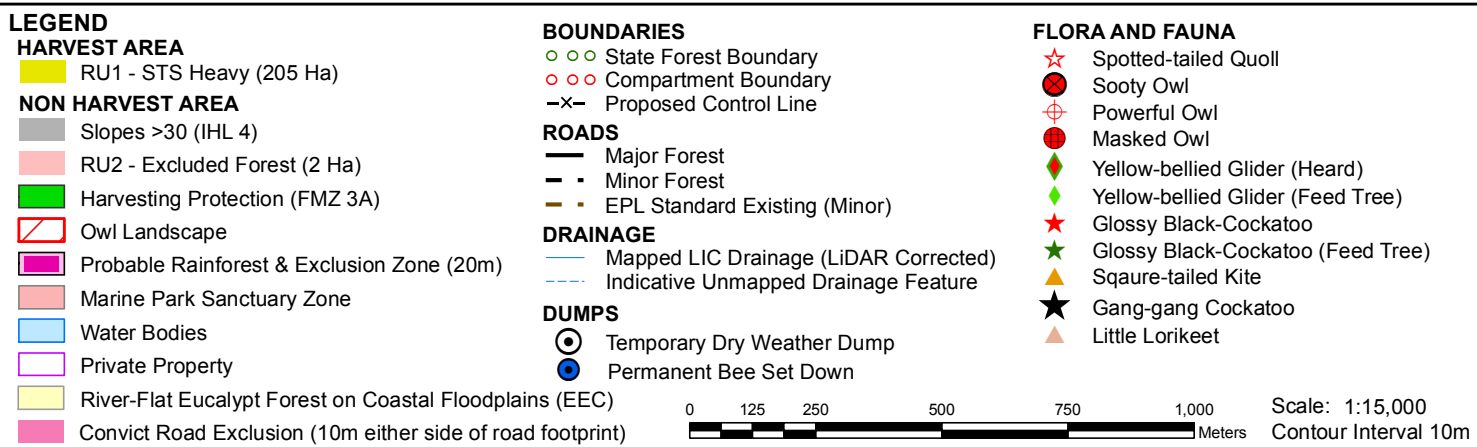 LEGEND
HARVEST AREA
RU1 - STS Heavy (205 Ha)
NON HARVEST AREA
Slopes >30 (IHL 4)
RU2 - Excluded Forest (2 Ha)
Harvesting Protection (FMZ 3A)
Owl Landscape
Probable Rainforest & Exclusion Zone (20m)
Marine Park Sanctuary Zone
Water Bodies
Private Property
River-Flat Eucalypt Forest on Coastal Floodplains (EEC)
Convict Road Exclusion (10m either side of road footprint)
BOUNDARIES
State Forest Boundary
Compartment Boundary
Proposed Control Line
ROADS
Major Forest
Minor Forest
EPL Standard Existing (Minor)
DRAINAGE
Mapped LIC Drainage (LiDAR Corrected)
Indicative Unmapped Drainage Feature
DUMPS
Temporary Dry Weather Dump
Permanent Bee Set Down
FLORA AND FAUNA
Spotted-tailed Quoll
Sooty Owl
Powerful Owl
Masked Owl
Yellow-bellied Glider (Heard)
Yellow-bellied Glider (Feed Tree)
Glossy Black-Cockatoo
Glossy Black-Cockatoo (Feed Tree)
Sqaure-tailed Kite
Gang-gang Cockatoo
Little Lorikeet
0 125 250 500 750 1,000
Meters
Scale: 1:15,000
Contour Interval 10m